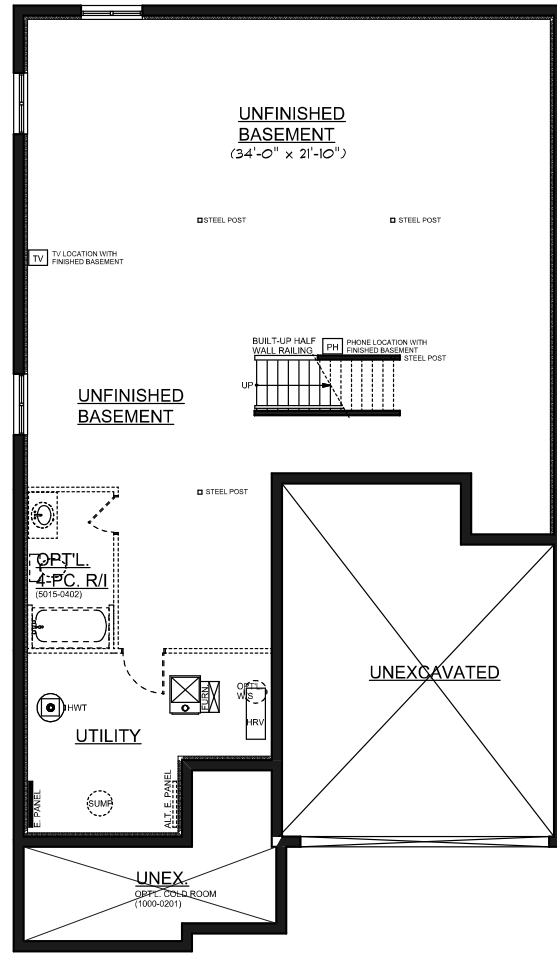 UNFINISHED
BASEMENT
(34'-0" x 21'-10")
STEEL POST
STEEL POST
TV
TV LOCATION WITH
FINISHED BASEMENT
BUILT-UP HALF
WALL RAILING
PH
PHONE LOCATION WITH
FINISHED BASEMENT
STEEL POST
UP
UNFINISHED
BASEMENT
STEEL POST
OPT'L.
4-PC. R/I
(5015-0402)
UNEXCAVATED
HWT
FURN.
OPT'L
W/S
HRV
UTILITY
E. PANEL
SUMP
ALT. E. PANEL
UNEX.
OPT'L. COLD ROOM
(1000-0201)